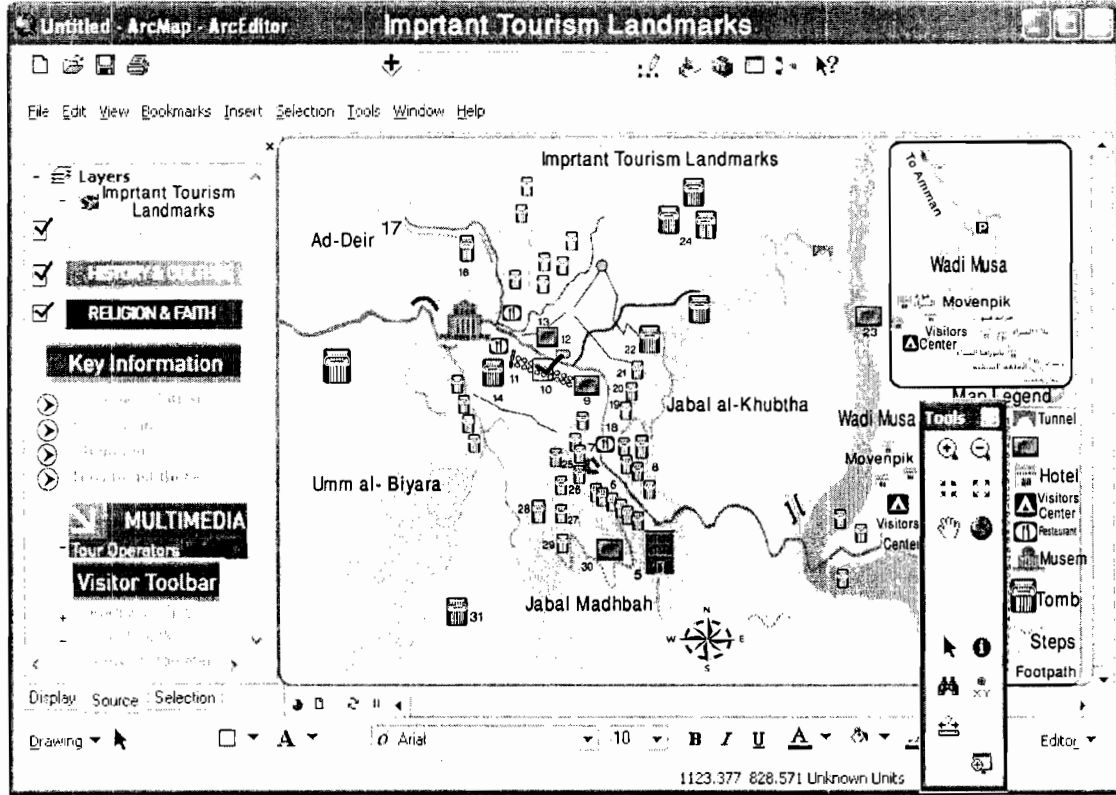 Untitled - ArcMap - ArcEditor
Imprtant Tourism Landmarks
File Edit View Bookmarks Insert Selection Tools Window Help
Layers
Imprtant Tourism
Landmarks
HISTORY & CULTURE
RELIGION & FAITH
Key Information
MULTIMEDIA
Tour Operators
Visitor Toolbar
Display Source Selection
Imprtant Tourism Landmarks
Ad-Deir 17
16
24
13
12
22
23
14
11
10
9
21
20
19
18
7
8
25
26
6
28
27
29
30
5
31
Jabal al-Khubtha
Umm al- Biyara
Jabal Madhbah
N
W E
S
Wadi Musa
Movenpik
Visitors
Center
To Amman
P
Wadi Musa
Movenpik
Visitors
Center
Map Legend
Tunnel
Hotel
Visitors
Center
Restaurant
Musem
Tomb
Steps
Footpath
Tools
XY
Drawing
A
Arial
10
B I U A
Editor
1123.377 828.571 Unknown Units